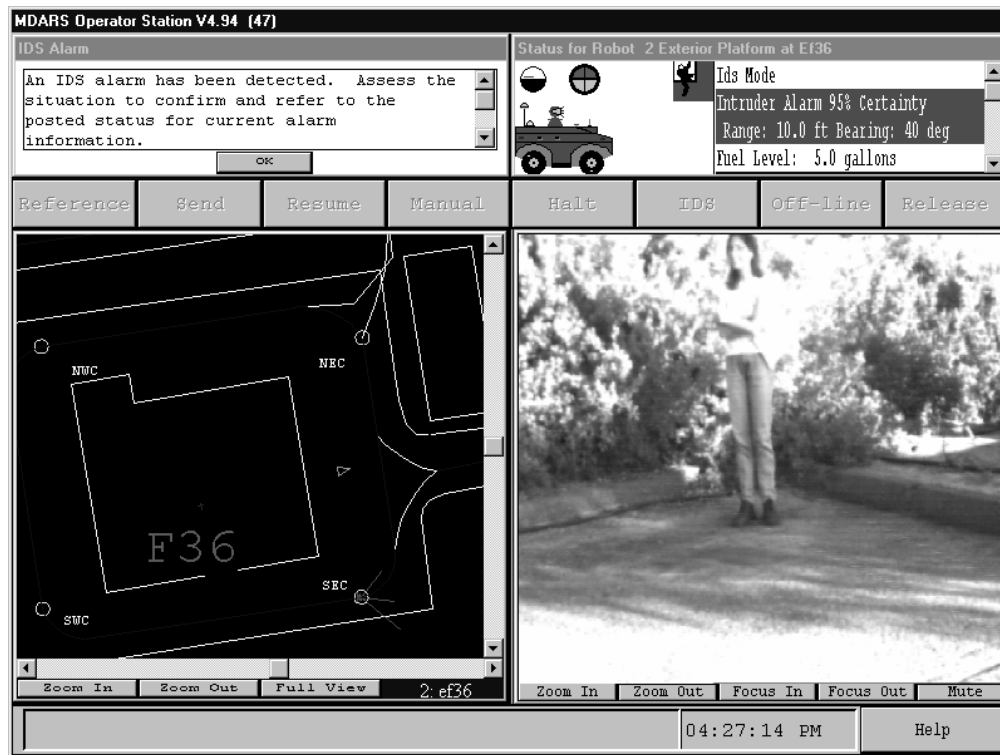 MDARS Operator Station V4.94 (47)
IDS Alarm
An IDS alarm has been detected. Assess the
situation to confirm and refer to the
posted status for current alarm
information.
OK
Status for Robot 2 Exterior Platform at Ef36
Ids Mode
Intruder Alarm 95% Certainty
Range: 10.0 ft Bearing: 40 deg
Fuel Level: 5.0 gallons
Reference Send Resume Manual Halt IDS Off-line Release
NWC
NEC
F36
SEC
SWC
Zoom In Zoom Out Full View 2: ef36
Zoom In Zoom Out Focus In Focus Out Mute
04:27:14 PM Help